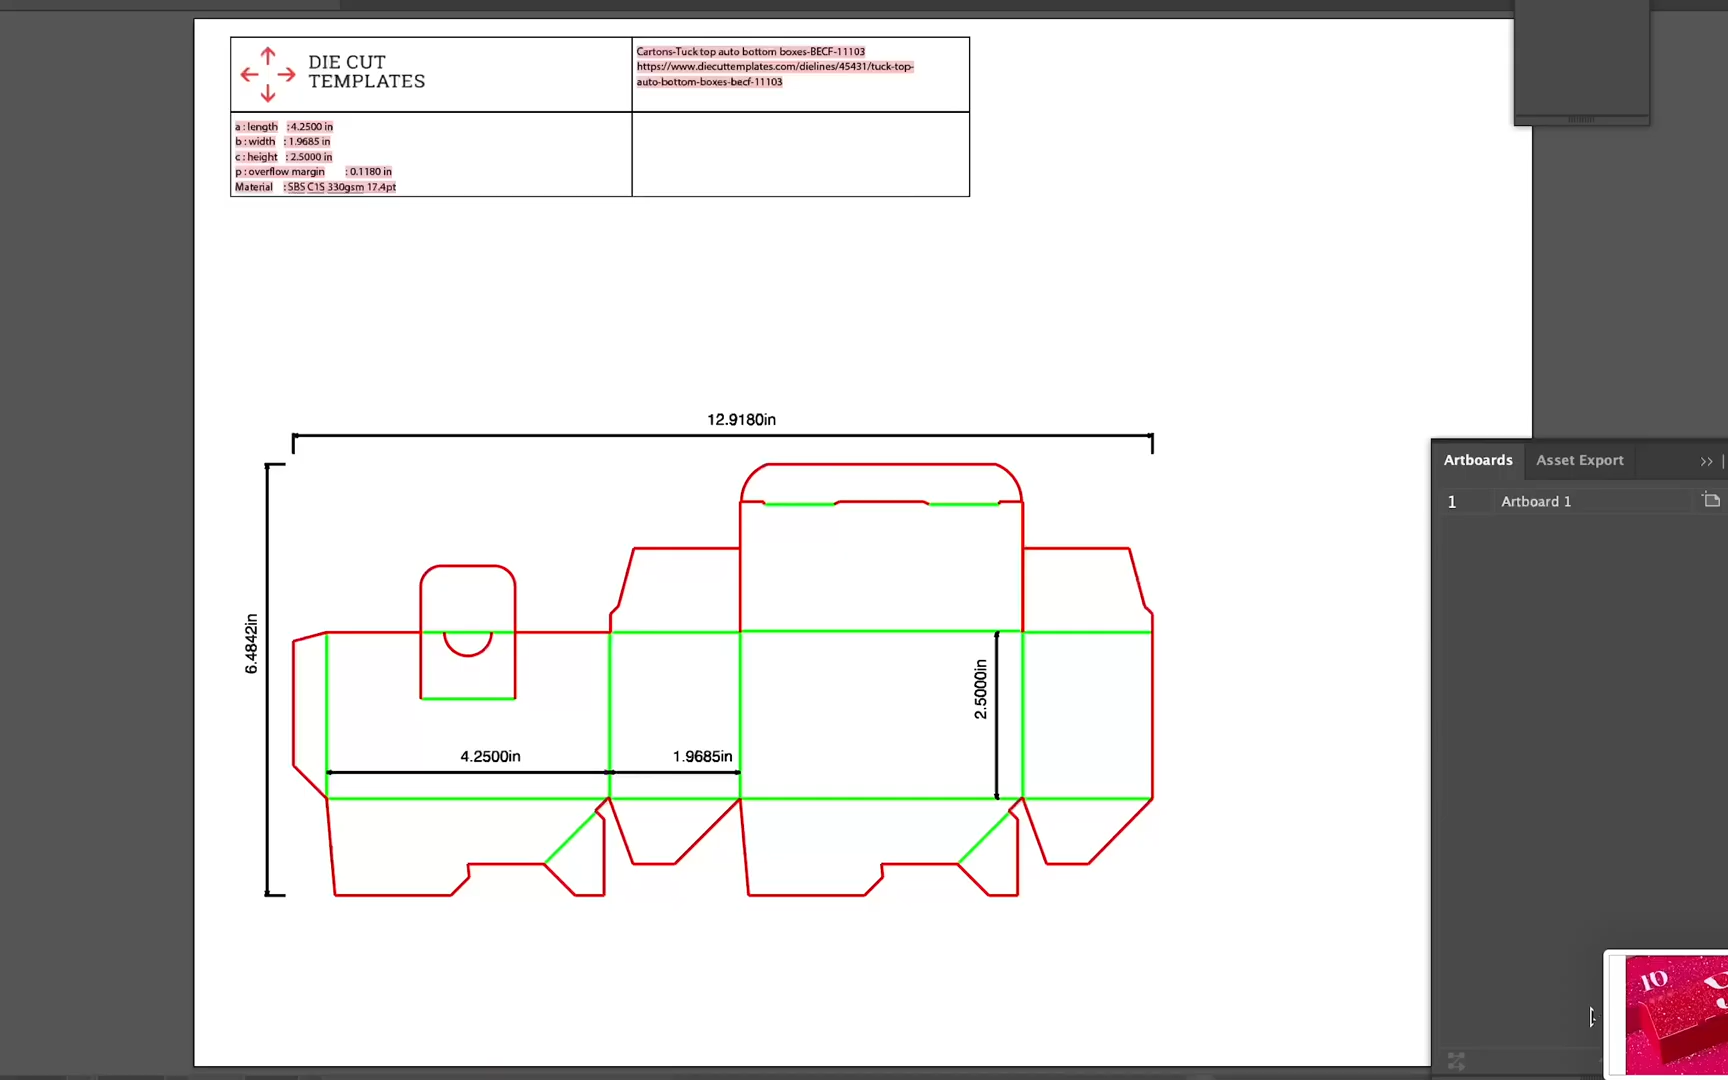 DIE CUT
TEMPLATES
Cartons-Tuck top auto bottom boxes-BECF-11103
https://www.diecuttemplates.com/dielines/45431/tuck-top-
auto-bottom-boxes-becf-11103
a : length : 4.2500 in
b : width : 1.9685 in
c : height : 2.5000 in
p : overflow margin : 0.1180 in
Material : SBS C1S 330gsm 17.4pt
12.9180in
6.4842in
2.5000in
4.2500in
1.9685in
Artboards Asset Export
1 Artboard 1
10